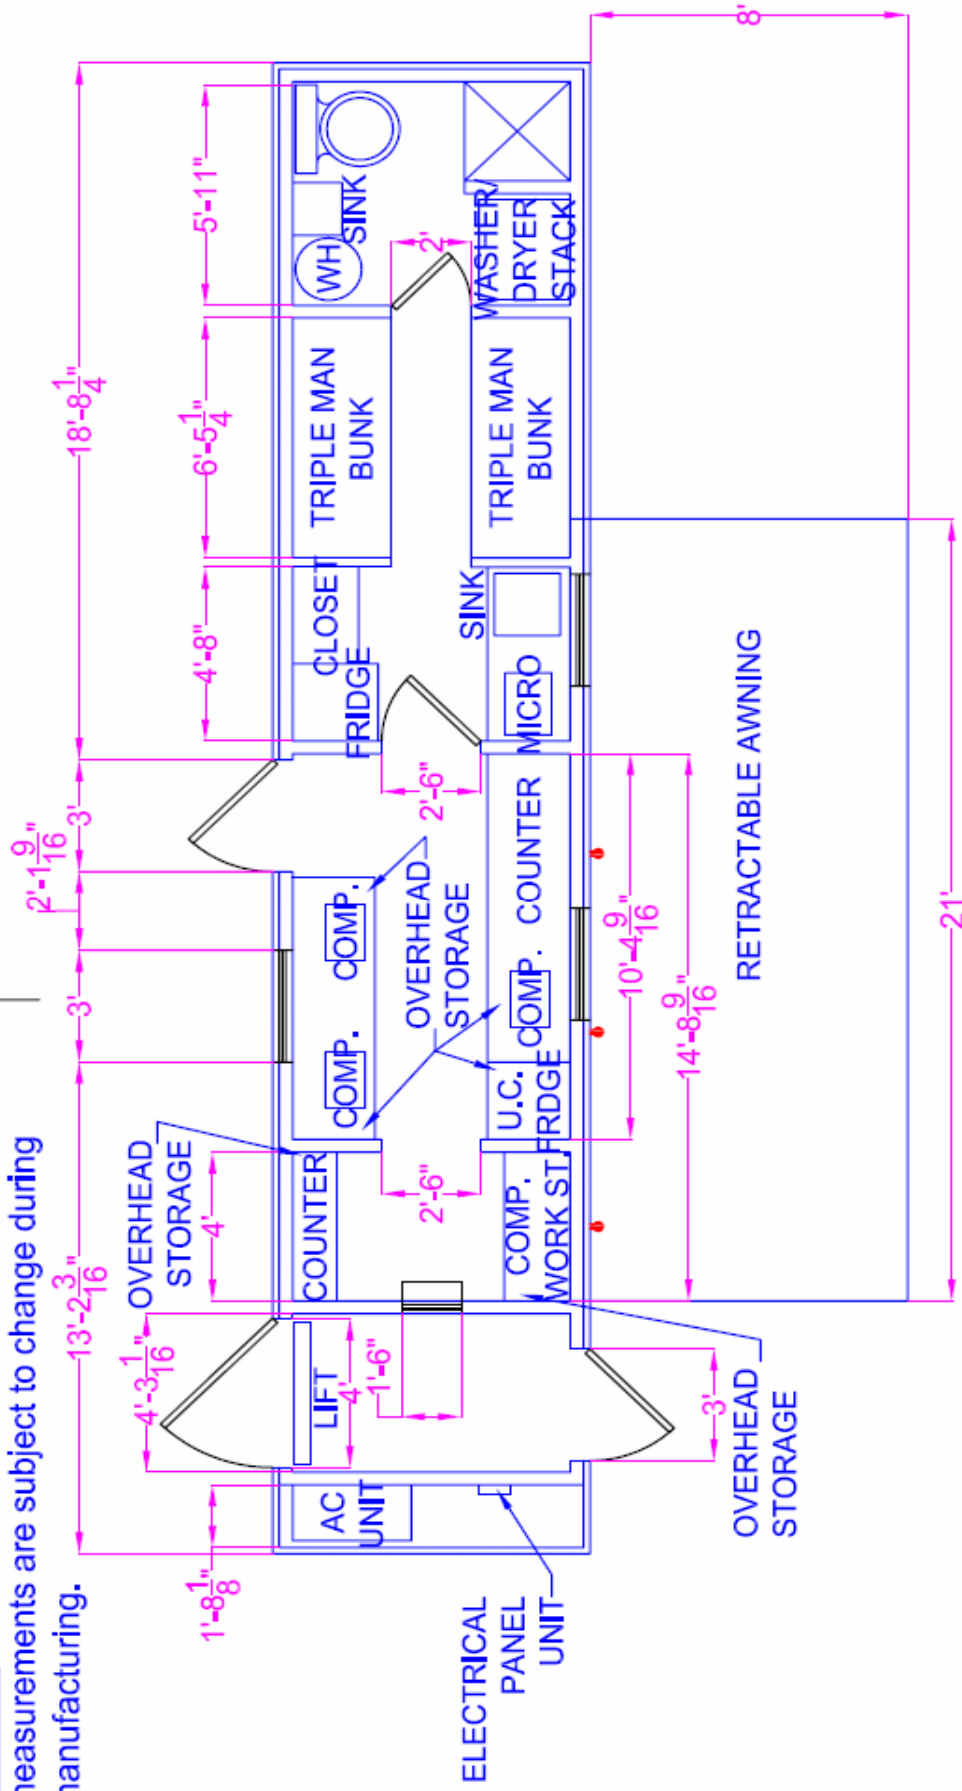 measurements are subject to change during
manufacturing.
13'-2 3/16"
3'
2'-1 9/16"
3'
18'-8 1/4"
1'-8 1/8"
4'-3 1/16"
4'
4'-8"
6'-5 1/4"
5'-11"
OVERHEAD
STORAGE
AC
UNIT
LIFT
4'
1'-6"
COUNTER
2'-6"
COMP.
COMP.
OVERHEAD
STORAGE
2'-6"
FRIDGE
CLOSET
TRIPLE MAN
BUNK
WH
SINK
2'
ELECTRICAL
PANEL
UNIT
COMP.
WORK ST.
U.C.
FRDGE
COMP.
COUNTER
MICRO
SINK
TRIPLE MAN
BUNK
WASHER/
DRYER
STACK
3'
OVERHEAD
STORAGE
10'-4 9/16"
14'-8 9/16"
RETRACTABLE AWNING
21'
8'